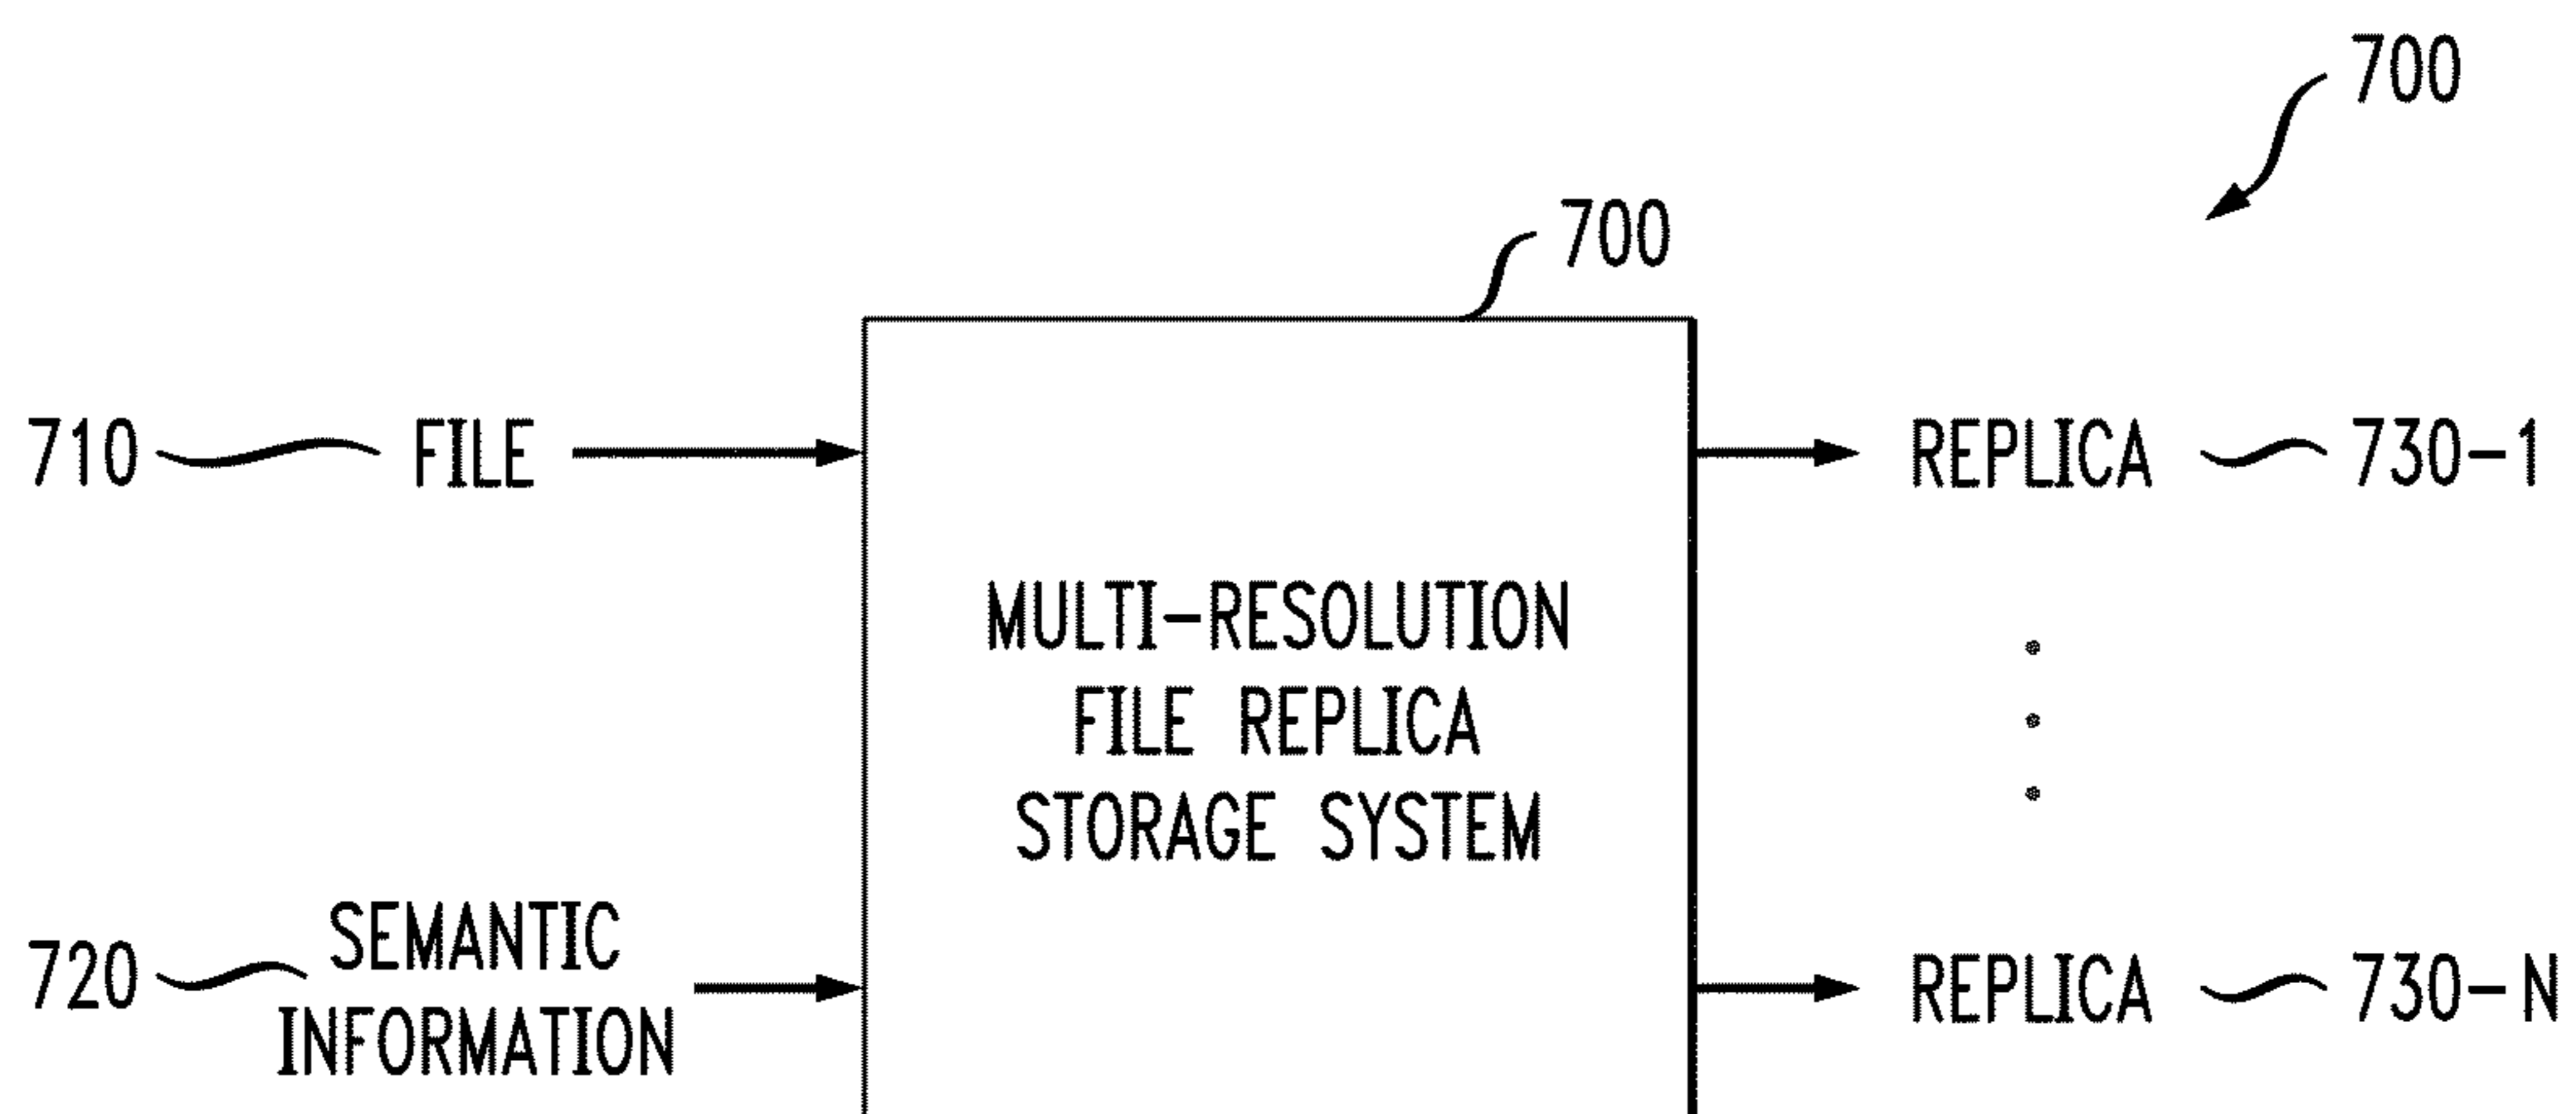 700
700
710 FILE REPLICA 730-1
MULTI-RESOLUTION
FILE REPLICA
STORAGE SYSTEM
720 SEMANTIC
INFORMATION
REPLICA 730-N